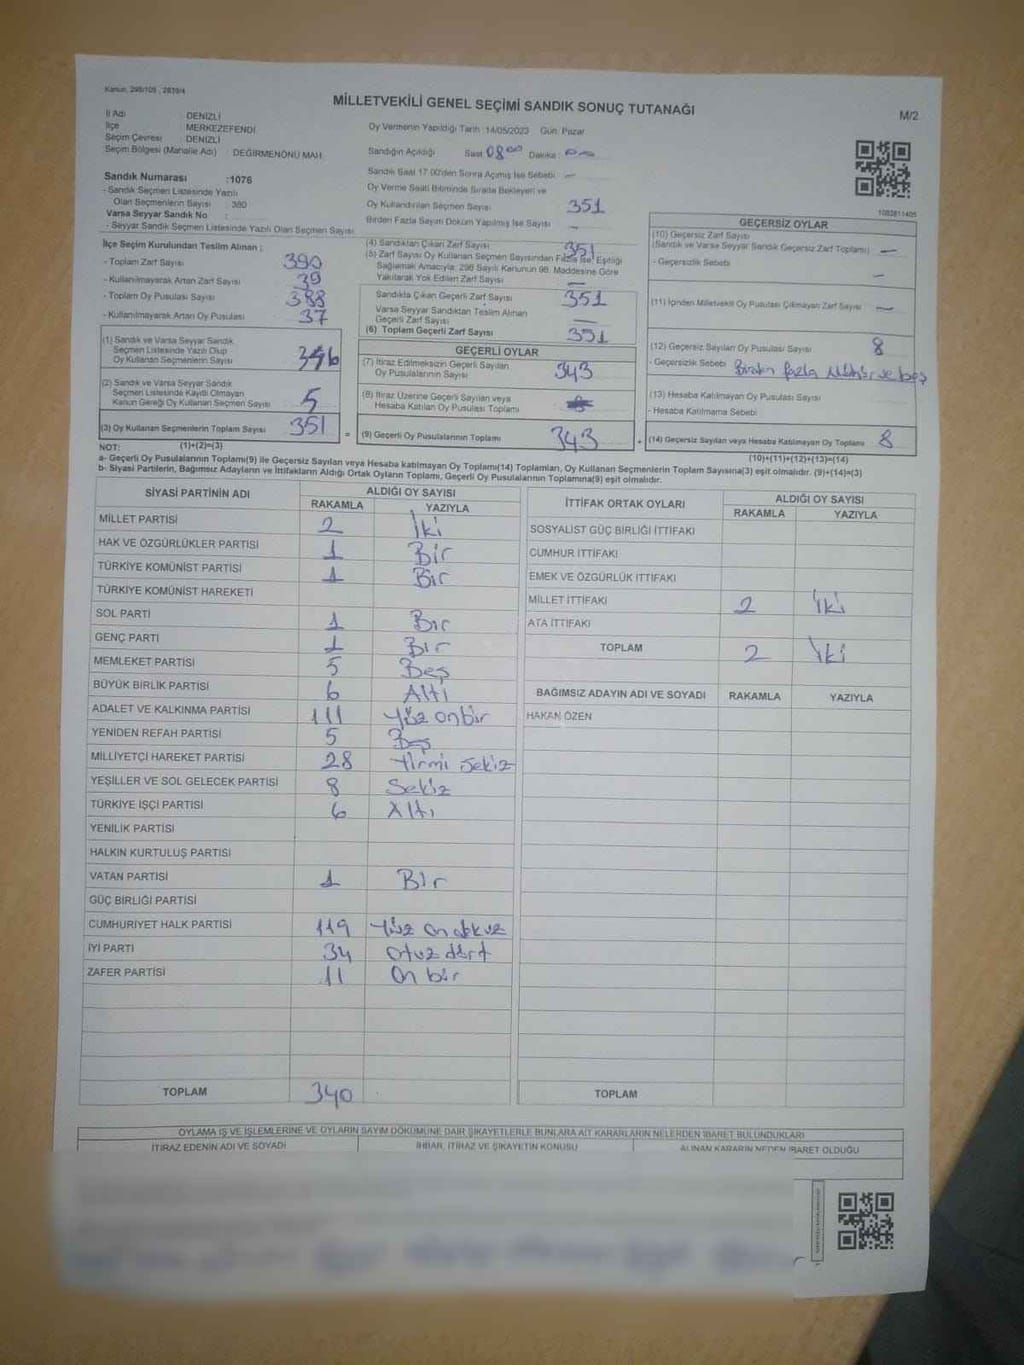 Kanun, 298/105 , 2839/4
MİLLETVEKİLİ GENEL SEÇİMİ SANDIK SONUÇ TUTANAĞI
M/2
İl Adı DENİZLİ
İlçe MERKEZEFENDİ
Seçim Çevresi DENİZLİ
Seçim Bölgesi (Mahalle Adı) : DEĞİRMENÖNÜ MAH.
Oy Vermenin Yapıldığı Tarih :14/05/2023 Gün: Pazar
Sandığın Açıldığı Saat 08 00 Dakika :
Sandık Saat 17:00'den Sonra Açılmış İse Sebebi —
Oy Verme Saati Bitiminde Sırada Bekleyen ve
Oy Kullandırılan Seçmen Sayısı 351
Birden Fazla Sayım Döküm Yapılmış İse Sayısı —
Sandık Numarası :1076
- Sandık Seçmen Listesinde Yazılı
Olan Seçmenlerin Sayısı : 380
Varsa Seyyar Sandık No :
- Seyyar Sandık Seçmen Listesinde Yazılı Olan Seçmen Sayısı
1083811405
İlçe Seçim Kurulundan Teslim Alınan ;
- Toplam Zarf Sayısı 390
- Kullanılmayarak Artan Zarf Sayısı 39
- Toplam Oy Pusulası Sayısı 388
- Kullanılmayarak Artan Oy Pusulası 37
(1) Sandık ve Varsa Seyyar Sandık
Seçmen Listesinde Yazılı Olup
Oy Kullanan Seçmenlerin Sayısı 346
(2) Sandık ve Varsa Seyyar Sandık
Seçmen Listesinde Kayıtlı Olmayan
Kanun Gereği Oy Kullanan Seçmen Sayısı 5
(3) Oy Kullanan Seçmenlerin Toplam Sayısı 351
(4) Sandıktan Çıkan Zarf Sayısı 351
(5) Zarf Sayısı Oy Kullanan Seçmen Sayısından Fazla İse, Eşitliği
Sağlamak Amacıyla, 298 Sayılı Kanunun 98. Maddesine Göre
Yakılarak Yok Edilen Zarf Sayısı —
Sandıkta Çıkan Geçerli Zarf Sayısı 351
Varsa Seyyar Sandıktan Teslim Alınan
Geçerli Zarf Sayısı —
(6) Toplam Geçerli Zarf Sayısı 351
GEÇERLİ OYLAR
(7) İtiraz Edilmeksizin Geçerli Sayılan
Oy Pusulalarının Sayısı 343
(8) İtiraz Üzerine Geçerli Sayılan veya
Hesaba Katılan Oy Pusulası Toplamı
= (9) Geçerli Oy Pusulalarının Toplamı 343 +
GEÇERSİZ OYLAR
(10) Geçersiz Zarf Sayısı
(Sandık ve Varsa Seyyar Sandık Geçersiz Zarf Toplamı) —
- Geçersizlik Sebebi —
(11) İçinden Milletvekili Oy Pusulası Çıkmayan Zarf Sayısı —
(12) Geçersiz Sayılan Oy Pusulası Sayısı 8
- Geçersizlik Sebebi Birden fazla Mühür ve boş
(13) Hesaba Katılmayan Oy Pusulası Sayısı
- Hesaba Katılmama Sebebi
(14) Geçersiz Sayılan veya Hesaba Katılmayan Oy Toplamı 8
NOT: (1)+(2)=(3)
(10)+(11)+(12)+(13)=(14)
a- Geçerli Oy Pusulalarının Toplamı(9) ile Geçersiz Sayılan veya Hesaba katılmayan Oy Toplamı(14) Toplamları, Oy Kullanan Seçmenlerin Toplam Sayısına(3) eşit olmalıdır. (9)+(14)=(3)
b- Siyasi Partilerin, Bağımsız Adayların ve İttifakların Aldığı Ortak Oyların Toplamı, Geçerli Oy Pusulalarının Toplamına(9) eşit olmalıdır.
SİYASİ PARTİNİN ADI ALDIĞI OY SAYISI
RAKAMLA YAZIYLA
MİLLET PARTİSİ 2 İki
HAK VE ÖZGÜRLÜKLER PARTİSİ 1 Bir
TÜRKİYE KOMÜNİST PARTİSİ 1 Bir
TÜRKİYE KOMÜNİST HAREKETİ
SOL PARTİ 1 Bir
GENÇ PARTİ 1 Bir
MEMLEKET PARTİSİ 5 Beş
BÜYÜK BİRLİK PARTİSİ 6 Altı
ADALET VE KALKINMA PARTİSİ 111 Yüz onbir
YENİDEN REFAH PARTİSİ 5 Beş
MİLLİYETÇİ HAREKET PARTİSİ 28 Yirmi Sekiz
YEŞİLLER VE SOL GELECEK PARTİSİ 8 Sekiz
TÜRKİYE İŞÇİ PARTİSİ 6 Altı
YENİLİK PARTİSİ
HALKIN KURTULUŞ PARTİSİ
VATAN PARTİSİ 1 Bir
GÜÇ BİRLİĞİ PARTİSİ
CUMHURİYET HALK PARTİSİ 119 Yüz on dokuz
İYİ PARTİ 34 Otuz dört
ZAFER PARTİSİ 11 On bir
TOPLAM 340
İTTİFAK ORTAK OYLARI ALDIĞI OY SAYISI
RAKAMLA YAZIYLA
SOSYALİST GÜÇ BİRLİĞİ İTTİFAKI
CUMHUR İTTİFAKI
EMEK VE ÖZGÜRLÜK İTTİFAKI
MİLLET İTTİFAKI 2 İki
ATA İTTİFAKI
TOPLAM 2 İki
BAĞIMSIZ ADAYIN ADI VE SOYADI RAKAMLA YAZIYLA
HAKAN ÖZEN
TOPLAM
OYLAMA İŞ VE İŞLEMLERİNE VE OYLARIN SAYIM DÖKÜMÜNE DAİR ŞİKAYETLERLE BUNLARA AİT KARARLARIN NELERDEN İBARET BULUNDUKLARI
İTİRAZ EDENİN ADI VE SOYADI İHBAR, İTİRAZ VE ŞİKAYETİN KONUSU ALINAN KARARIN NEDEN İBARET OLDUĞU